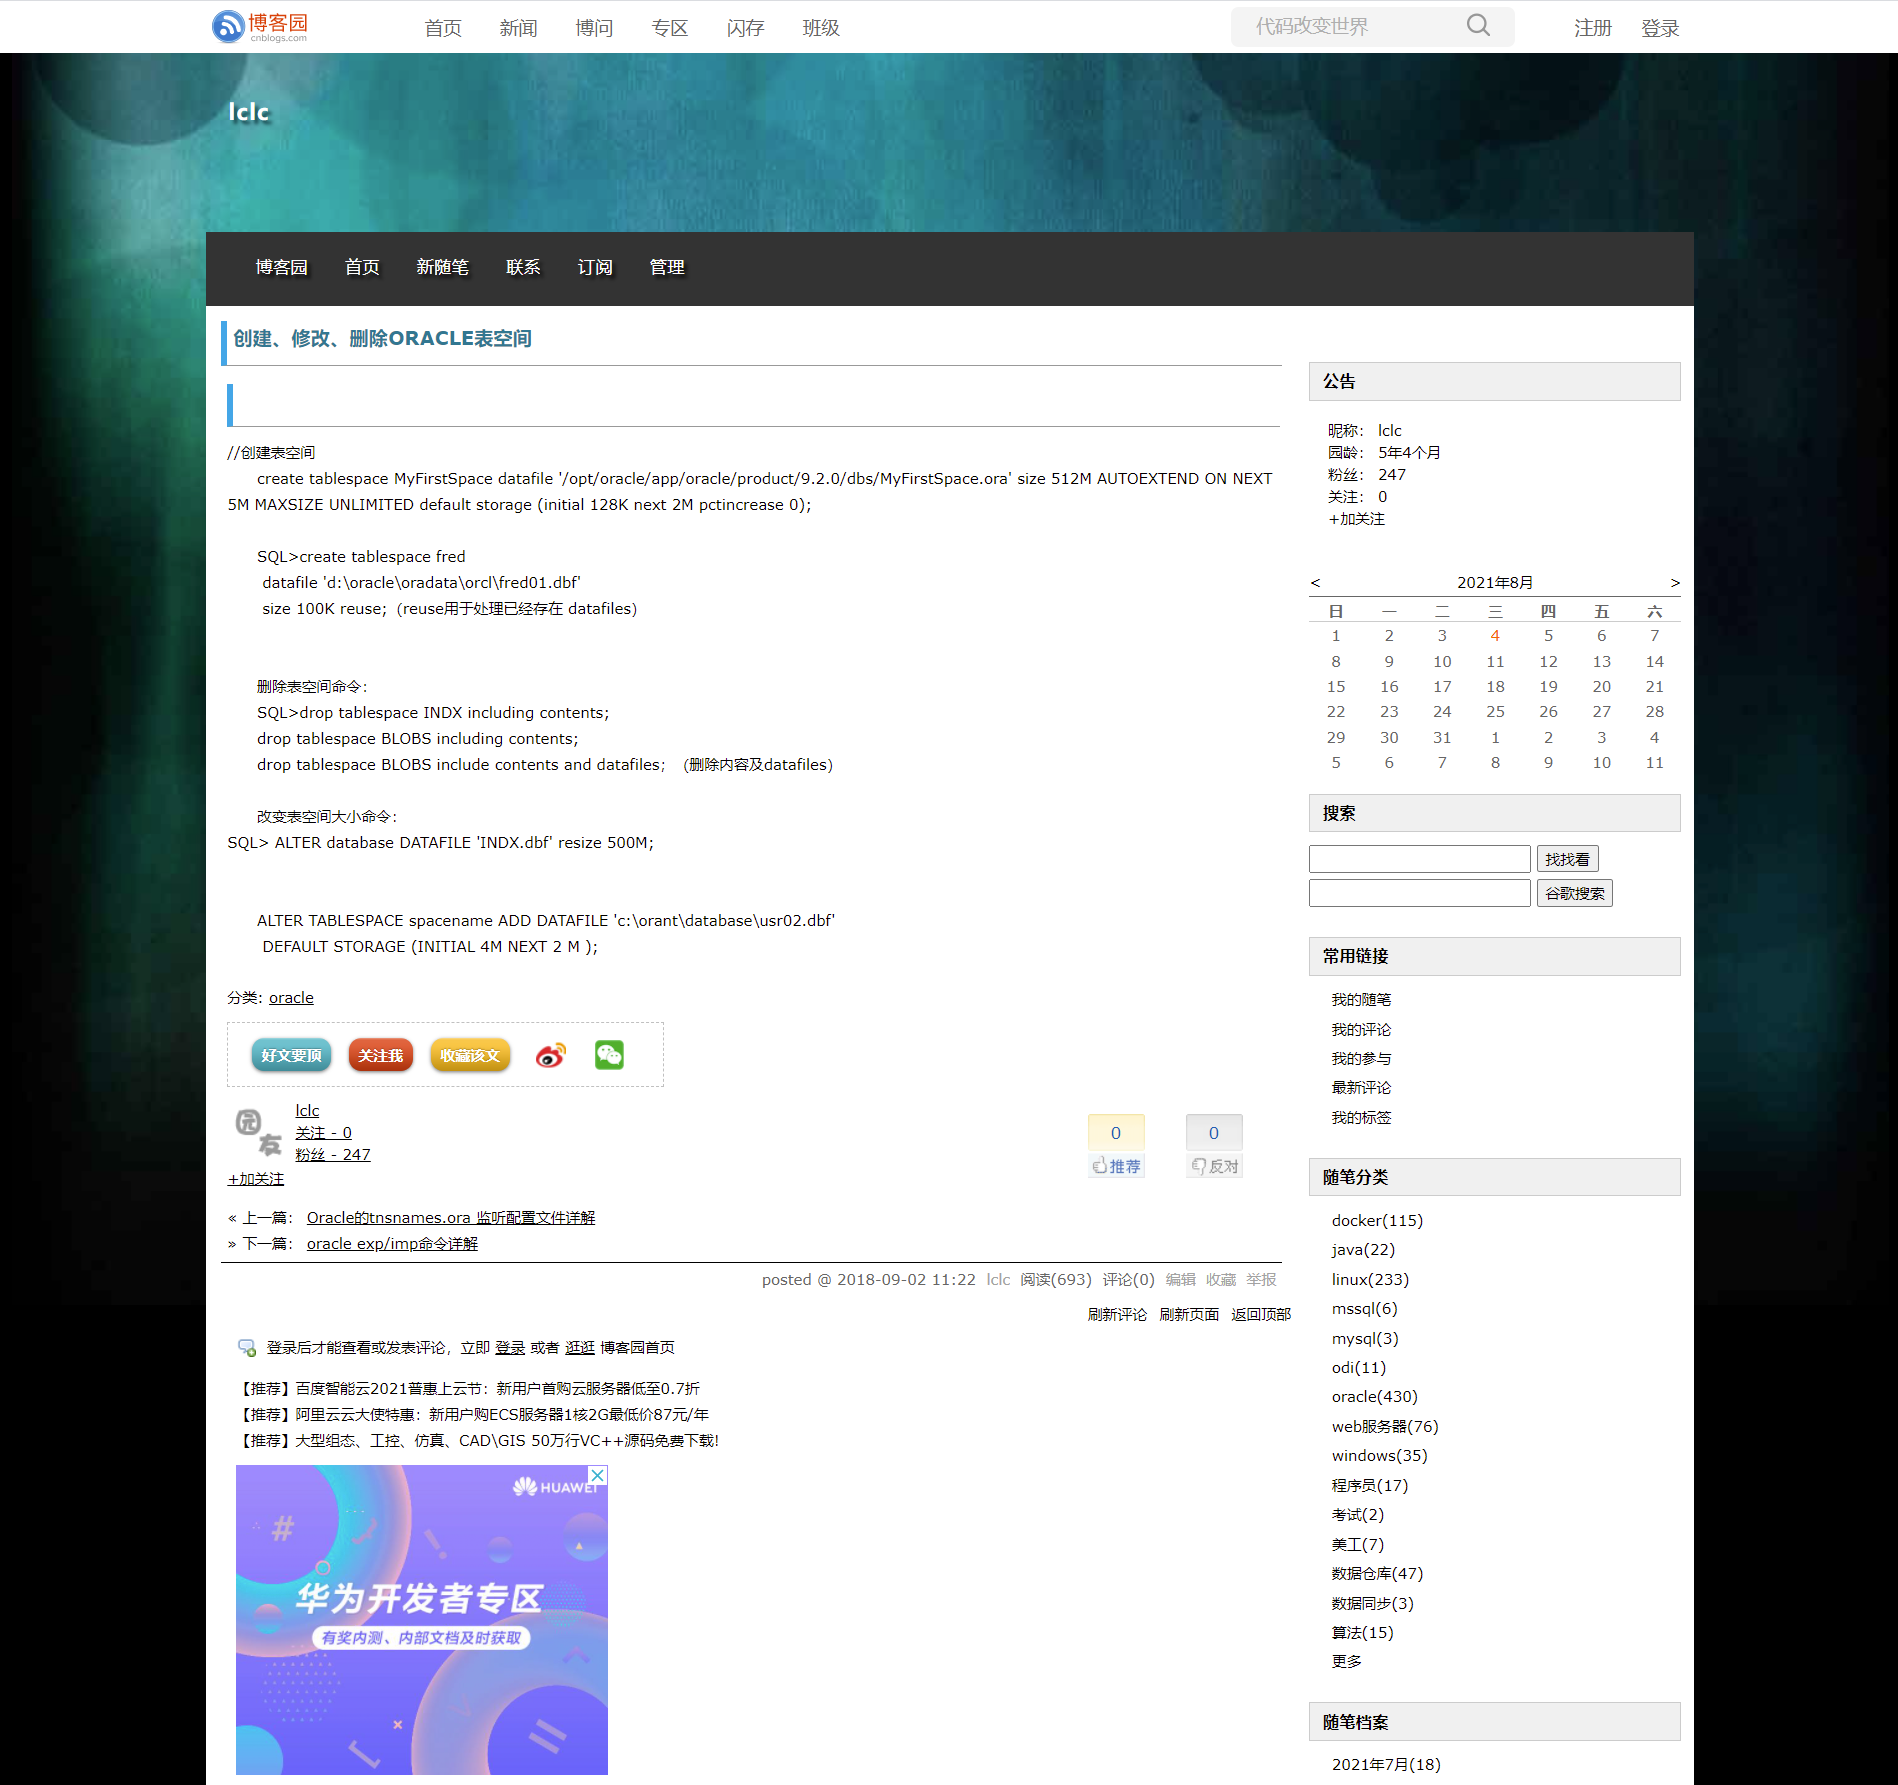 博客园
cnblogs.com
首页 新闻 博问 专区 闪存 班级
代码改变世界
注册 登录
lclc
博客园 首页 新随笔 联系 订阅 管理
创建、修改、删除ORACLE表空间
//创建表空间
create tablespace MyFirstSpace datafile '/opt/oracle/app/oracle/product/9.2.0/dbs/MyFirstSpace.ora' size 512M AUTOEXTEND ON NEXT
5M MAXSIZE UNLIMITED default storage (initial 128K next 2M pctincrease 0);
SQL>create tablespace fred
datafile 'd:\oracle\oradata\orcl\fred01.dbf'
size 100K reuse;（reuse用于处理已经存在 datafiles）
删除表空间命令：
SQL>drop tablespace INDX including contents;
drop tablespace BLOBS including contents;
drop tablespace BLOBS include contents and datafiles; （删除内容及datafiles）
改变表空间大小命令：
SQL> ALTER database DATAFILE 'INDX.dbf' resize 500M;
ALTER TABLESPACE spacename ADD DATAFILE 'c:\orant\database\usr02.dbf'
DEFAULT STORAGE (INITIAL 4M NEXT 2 M );
分类: oracle
好文要顶 关注我 收藏该文
园友
lclc
关注 - 0
粉丝 - 247
+加关注
0
推荐
0
反对
« 上一篇： Oracle的tnsnames.ora 监听配置文件详解
» 下一篇： oracle exp/imp命令详解
posted @ 2018-09-02 11:22 lclc 阅读(693) 评论(0) 编辑 收藏 举报
刷新评论 刷新页面 返回顶部
登录后才能查看或发表评论，立即 登录 或者 逛逛 博客园首页
【推荐】百度智能云2021普惠上云节：新用户首购云服务器低至0.7折
【推荐】阿里云云大使特惠：新用户购ECS服务器1核2G最低价87元/年
【推荐】大型组态、工控、仿真、CAD\GIS 50万行VC++源码免费下载!
HUAWEI
华为开发者专区
有奖内测、内部文档及时获取
公告
昵称： lclc
园龄： 5年4个月
粉丝： 247
关注： 0
+加关注
< 2021年8月 >
日 一 二 三 四 五 六
1 2 3 4 5 6 7
8 9 10 11 12 13 14
15 16 17 18 19 20 21
22 23 24 25 26 27 28
29 30 31 1 2 3 4
5 6 7 8 9 10 11
搜索
找找看
谷歌搜索
常用链接
我的随笔
我的评论
我的参与
最新评论
我的标签
随笔分类
docker(115)
java(22)
linux(233)
mssql(6)
mysql(3)
odi(11)
oracle(430)
web服务器(76)
windows(35)
程序员(17)
考试(2)
美工(7)
数据仓库(47)
数据同步(3)
算法(15)
更多
随笔档案
2021年7月(18)